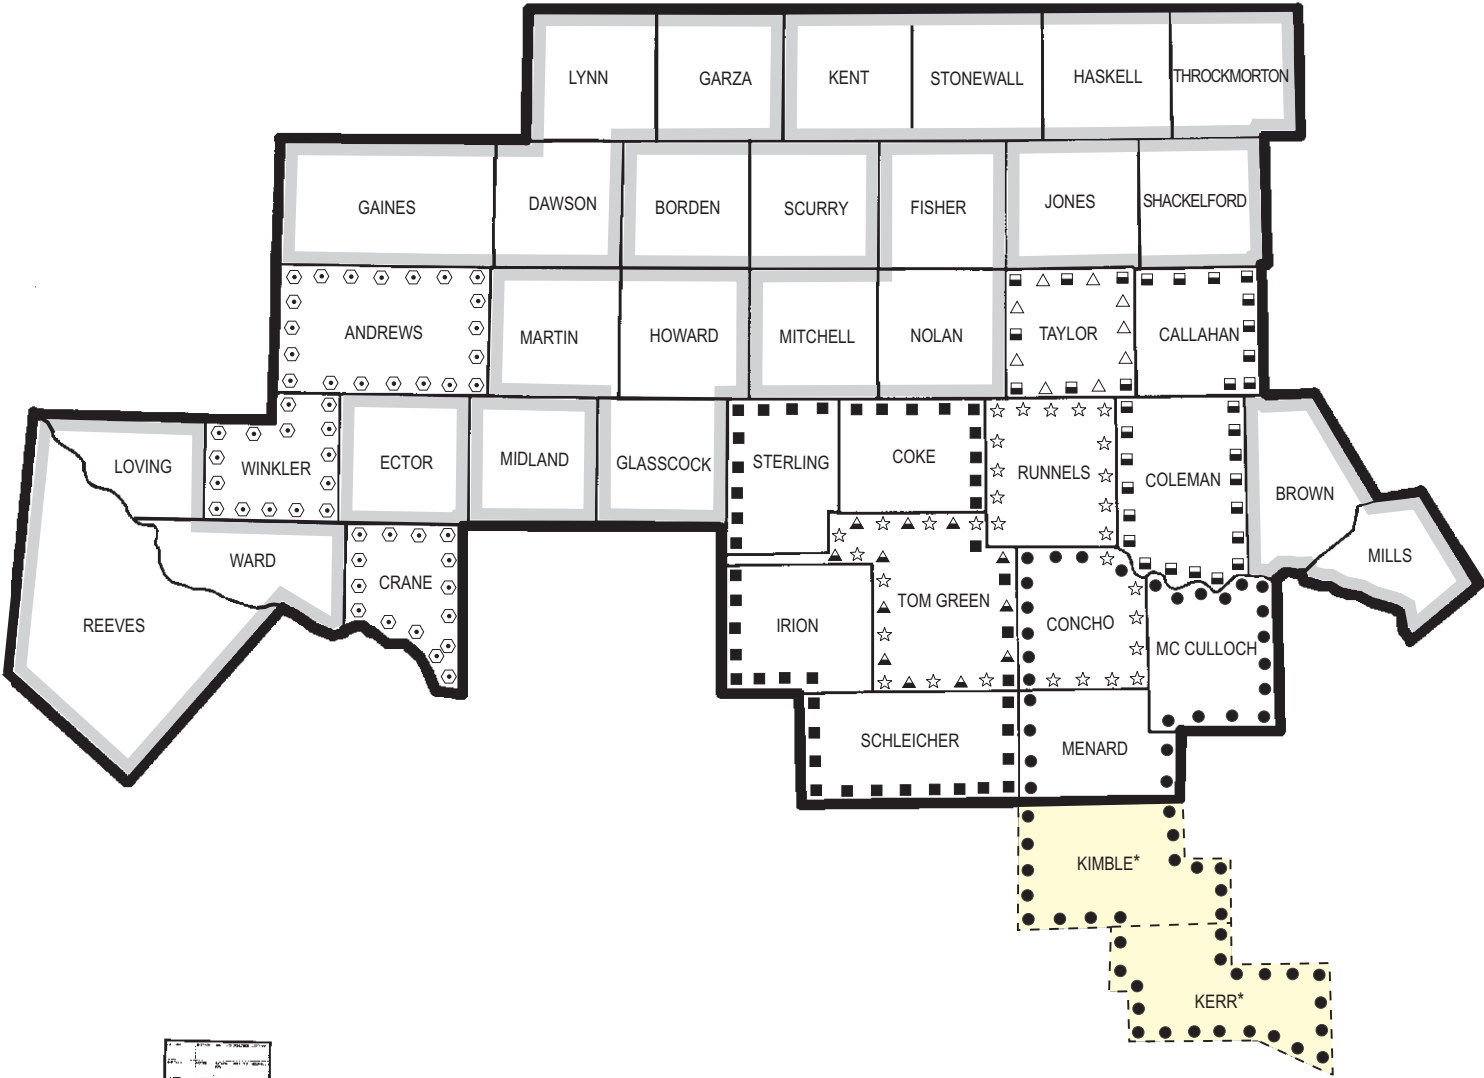 LYNN
GARZA
KENT
STONEWALL
HASKELL
THROCKMORTON
GAINES
DAWSON
BORDEN
SCURRY
FISHER
JONES
SHACKELFORD
ANDREWS
MARTIN
HOWARD
MITCHELL
NOLAN
TAYLOR
CALLAHAN
LOVING
WINKLER
ECTOR
MIDLAND
GLASSCOCK
STERLING
COKE
RUNNELS
COLEMAN
BROWN
MILLS
WARD
CRANE
REEVES
IRION
TOM GREEN
CONCHO
MC CULLOCH
SCHLEICHER
MENARD
KIMBLE*
KERR*